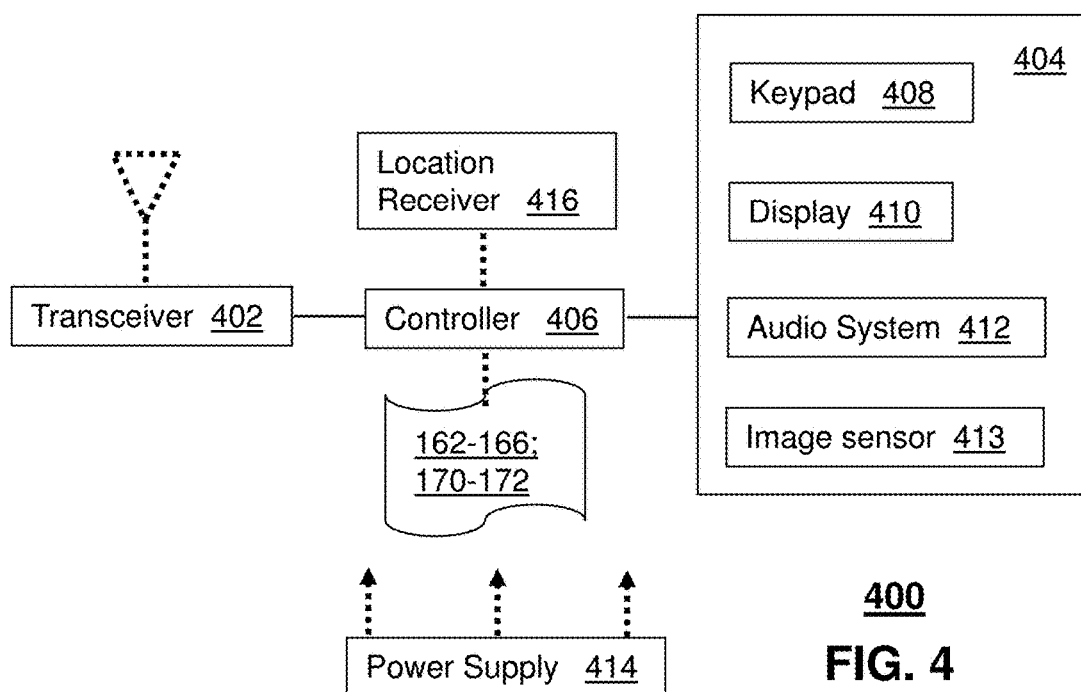 404
Keypad 408
Location
Receiver 416
Display 410
Transceiver 402
Controller 406
Audio System 412
162-166;
170-172
Image sensor 413
400
Power Supply 414
FIG. 4